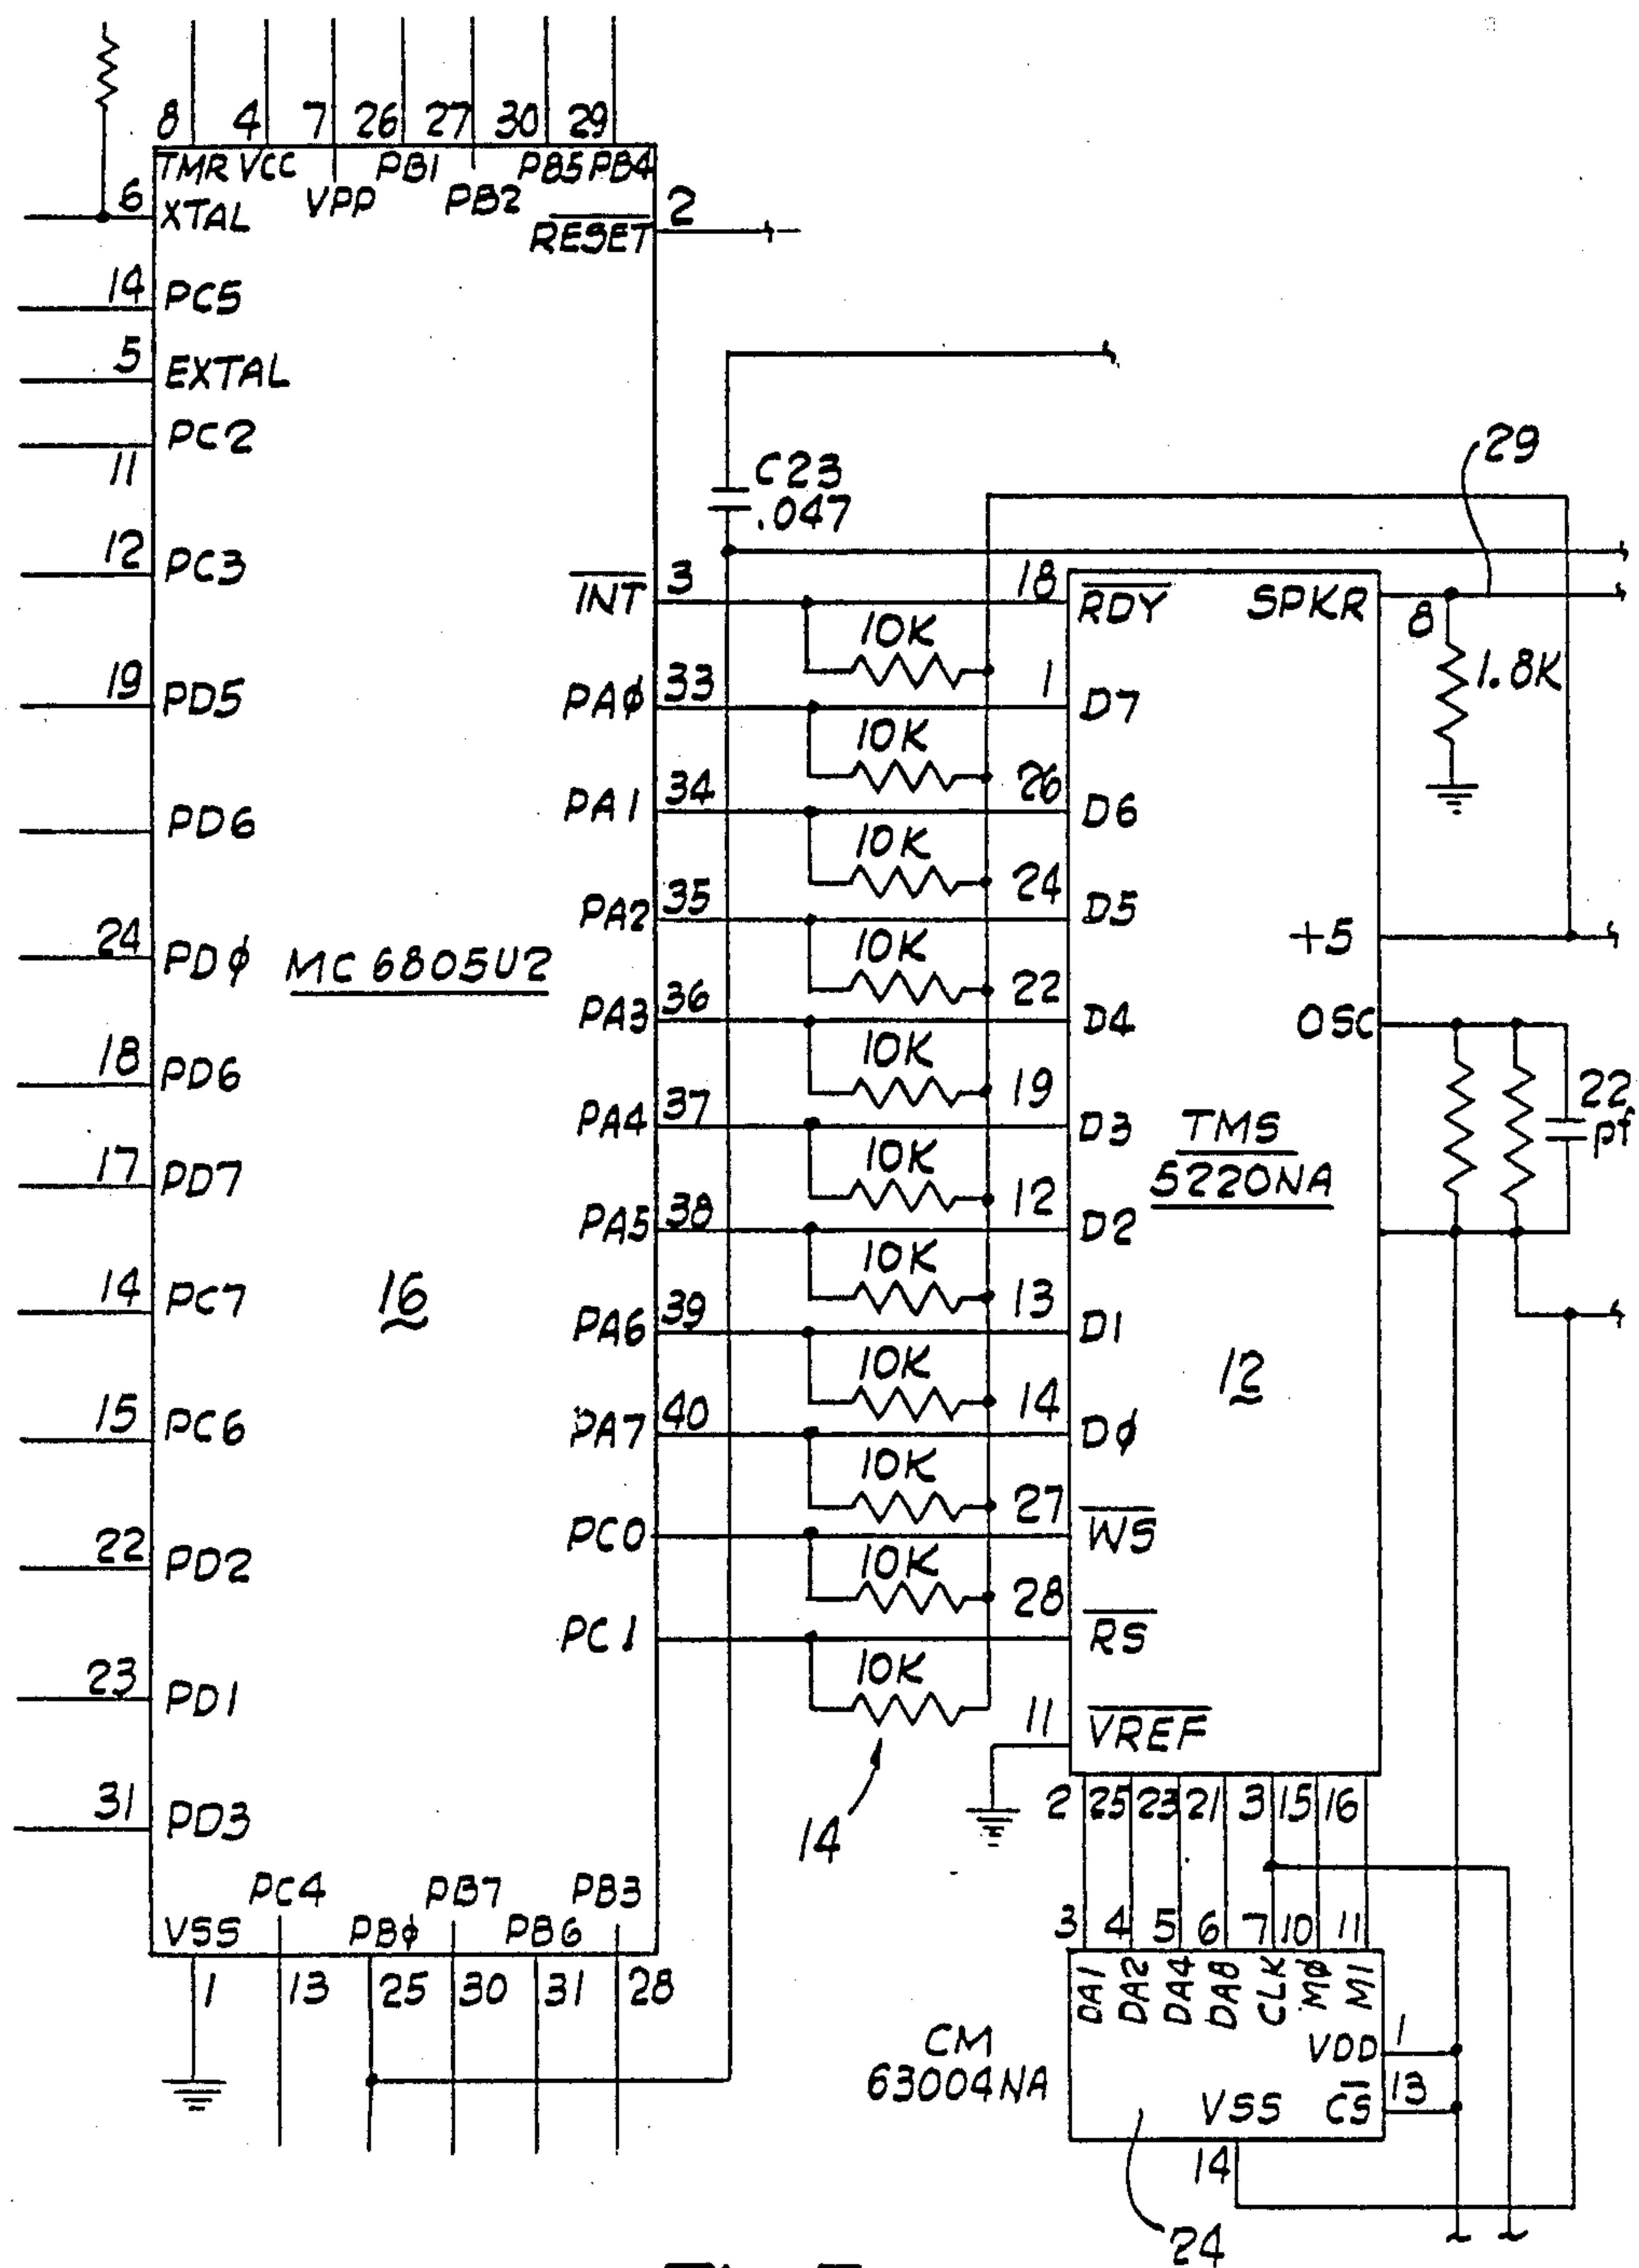 8 4 7 26 27 30 29
TMR VCC VPP PB1 PB2 PB5 PB4
6 XTAL
RESET 2
14 PC5
5 EXTAL
PC2
11
C23
.047
29
12 PC3
INT 3
18 RDY
SPKR
8
10K
1.8K
19 PD5
PAφ 33
1 D7
10K
PD6
PA1 34
26 D6
10K
PA2 35
24 D5
+5
10K
24 PDφ
MC6805U2
PA3 36
22 D4
OSC
10K
18 PD6
PA4 37
19 D3
TMS
5220NA
22
pf
10K
17 PD7
PA5 38
12 D2
10K
14 PC7
16
PA6 39
13 D1
12
10K
15 PC6
PA7 40
14 Dφ
10K
22 PD2
PC0
27 WS
10K
PC1
28 RS
10K
23 PD1
11 VREF
14
31 PD3
2 25 23 21 3 15 16
PC4 PB7 PB3
VSS PBφ PB6
1 13 25 30 31 28
3 4 5 6 7 10 11
DA1 DA2 DA4 DA8 CLK Mφ M1
CM
63004NA
VDD 1
CS 13
VSS
14
24